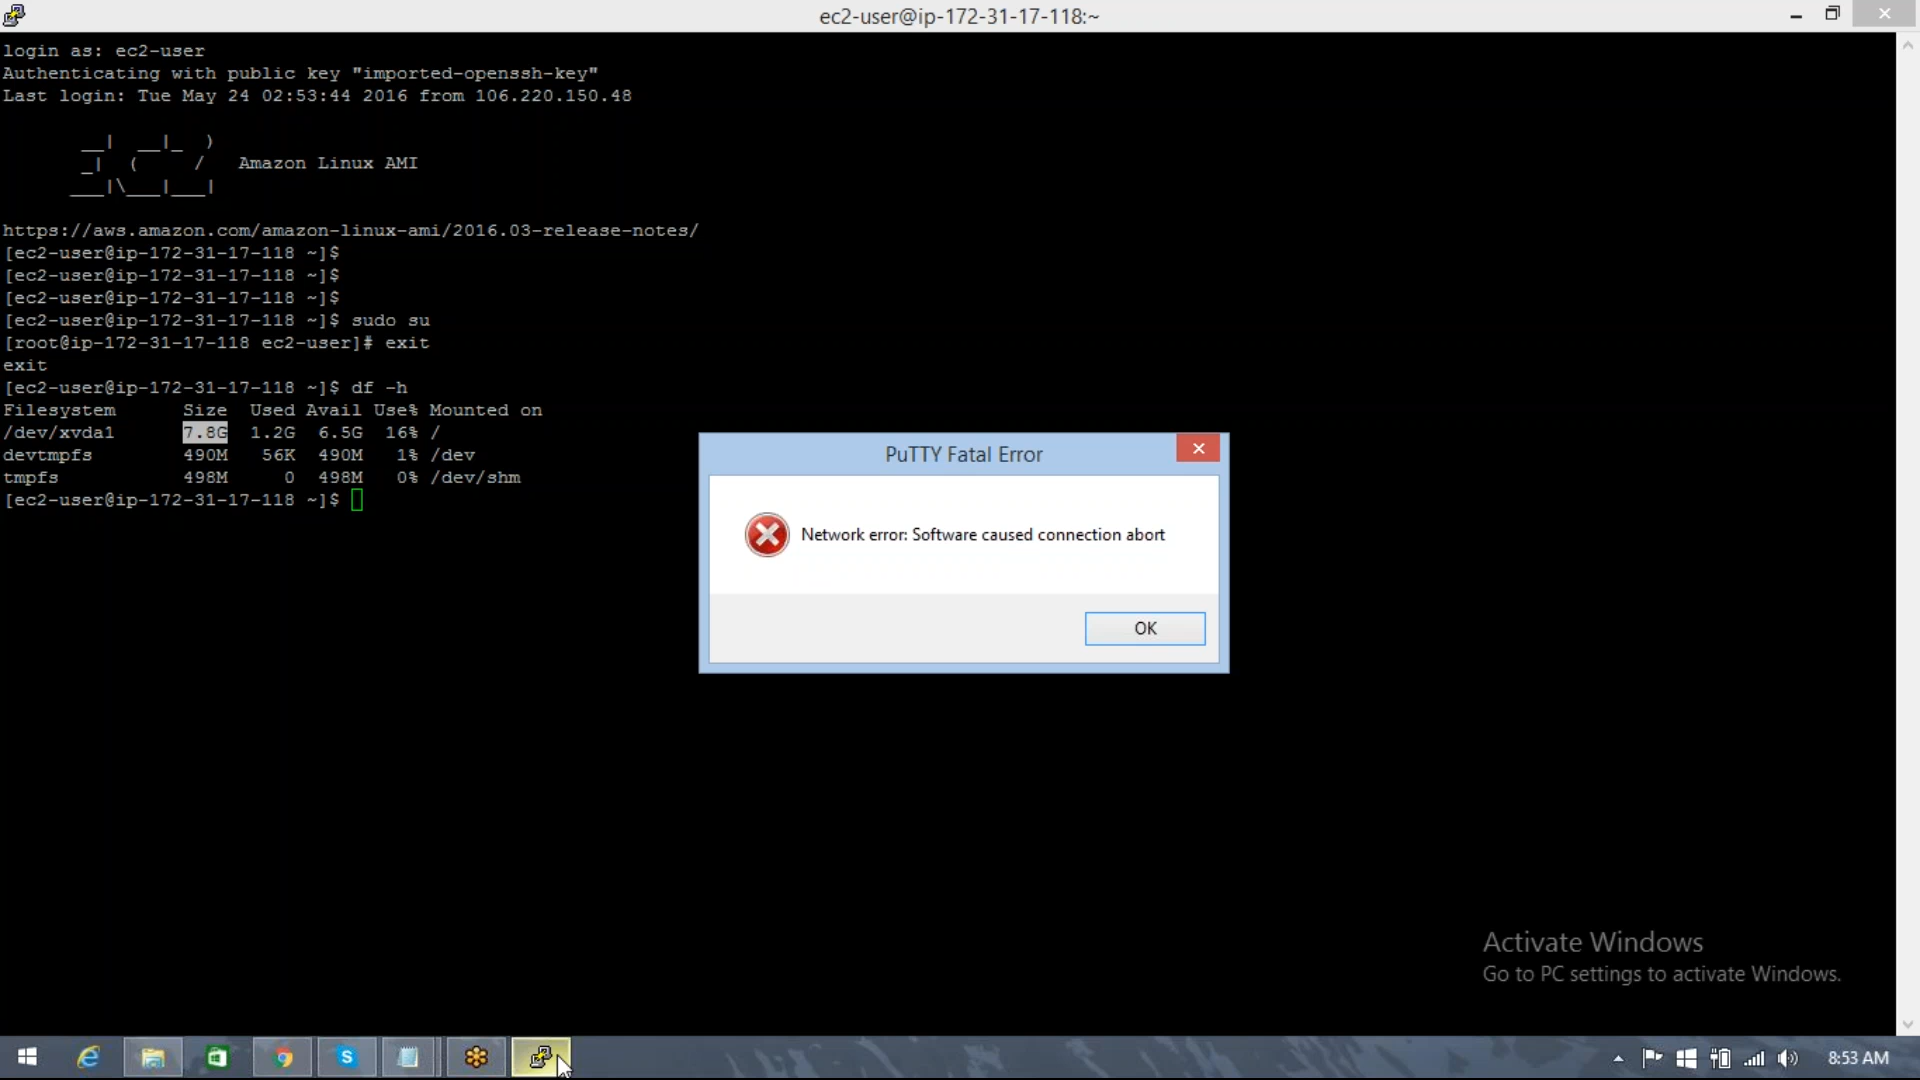 ec2-user@ip-172-31-17-118:~
login as: ec2-user
Authenticating with public key "imported-openssh-key"
Last login: Tue May 24 02:53:44 2016 from 106.220.150.48
       __|  __|_  )
       _|  (     /   Amazon Linux AMI
      ___|\___|___|
https://aws.amazon.com/amazon-linux-ami/2016.03-release-notes/
[ec2-user@ip-172-31-17-118 ~]$
[ec2-user@ip-172-31-17-118 ~]$
[ec2-user@ip-172-31-17-118 ~]$
[ec2-user@ip-172-31-17-118 ~]$ sudo su
[root@ip-172-31-17-118 ec2-user]# exit
exit
[ec2-user@ip-172-31-17-118 ~]$ df -h
Filesystem      Size  Used Avail Use% Mounted on
/dev/xvda1      7.8G  1.2G  6.5G  16% /
devtmpfs        490M   56K  490M   1% /dev
tmpfs           498M     0  498M   0% /dev/shm
[ec2-user@ip-172-31-17-118 ~]$
PuTTY Fatal Error
Network error: Software caused connection abort
OK
Activate Windows
Go to PC settings to activate Windows.
8:53 AM